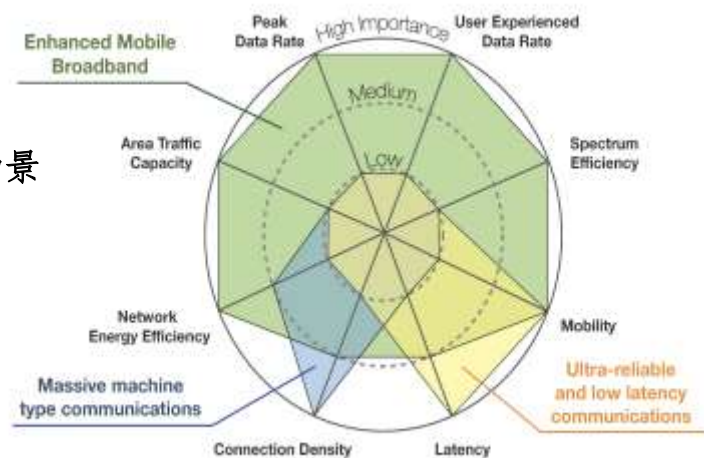 Peak
Data Rate
High Importance
User Experienced
Data Rate
Enhanced Mobile
Broadband
Medium
Area Traffic
Capacity
Low
Spectrum
Efficiency
景
Network
Energy Efficiency
Mobility
Massive machine
type communications
Ultra-reliable
and low latency
communications
Connection Density
Latency